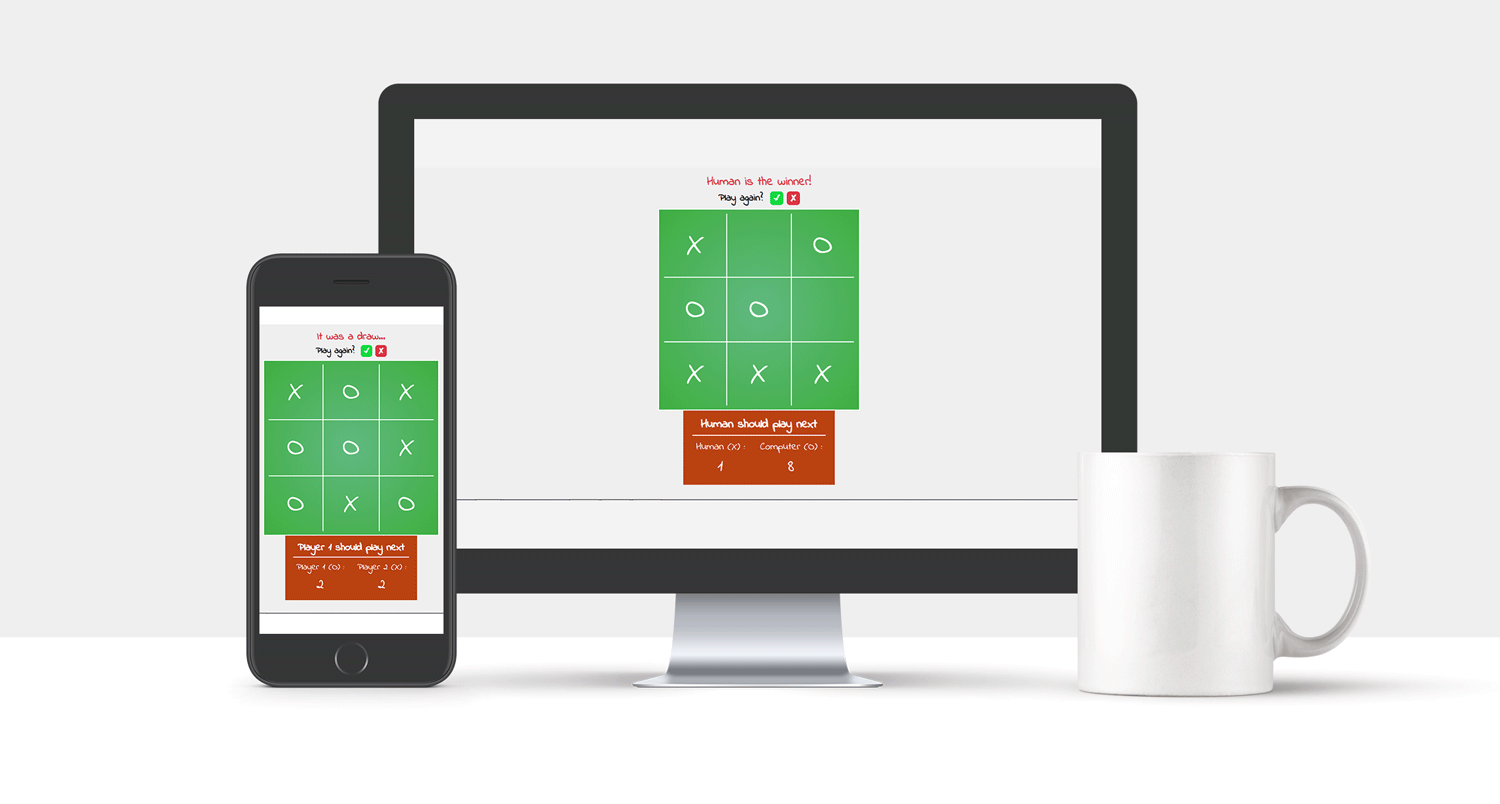 Human is the winner!
Play again? ✓ ✗
X O
O O
X X X
Human should play next
Human (X) : Computer (O) :
1 8
It was a draw...
Play again? ✓ ✗
X O X
O O X
O X O
Player 1 should play next
Player 1 (O) : Player 2 (X) :
2 2